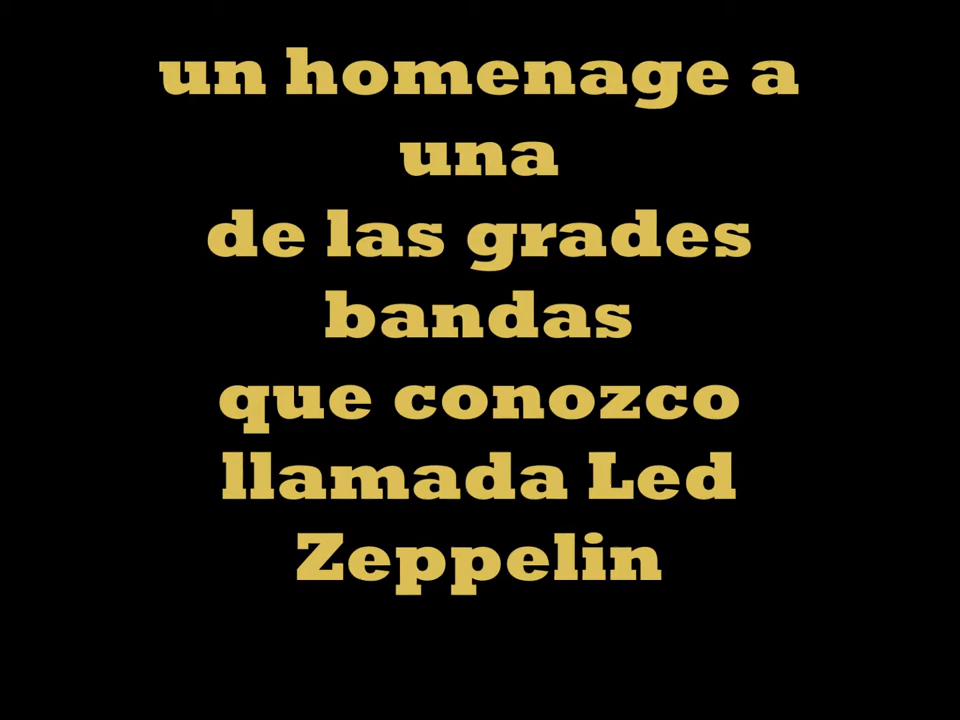 un homenage a
una
de las grades
bandas
que conozco
llamada Led
Zeppelin